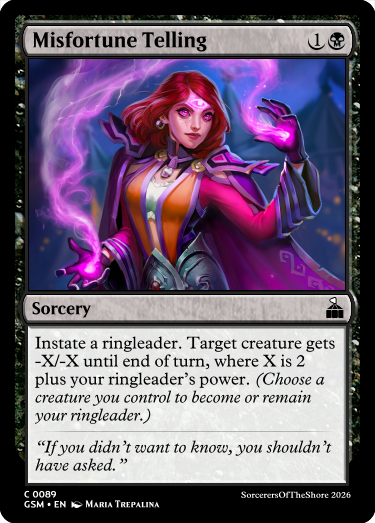 Misfortune Telling 1
Sorcery
Instate a ringleader. Target creature gets
-X/-X until end of turn, where X is 2
plus your ringleader's power. (Choose a
creature you control to become or remain
your ringleader.)
“If you didn't want to know, you shouldn't
have asked.”
C 0089
GSM • EN Maria Trepalina
SorcerersOfTheShore 2026